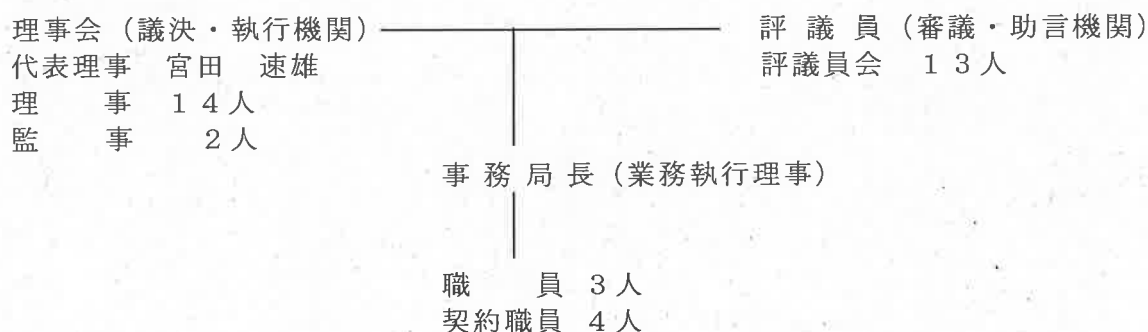 理事会（議決・執行機関）
代表理事　宮田　速雄
理　　事　１４人
監　　事　　２人
評 議 員（審議・助言機関）
評議員会　１３人
事 務 局 長（業務執行理事）
職　　員　３人
契約職員　４人